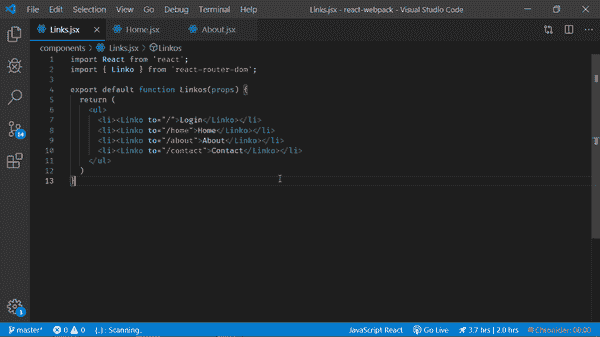 File Edit Selection View Go Debug Terminal Help Links.jsx - react-webpack - Visual Studio Code
Links.jsx Home.jsx About.jsx
components > Links.jsx > Linkos
1 import React from 'react';
2 import { Linko } from 'react-router-dom';
3
4 export default function Linkos(props) {
5 return (
6 <ul>
7 <li><Linko to="/">Login</Linko></li>
8 <li><Linko to="/home">Home</Linko></li>
9 <li><Linko to="/about">About</Linko></li>
10 <li><Linko to="/contact">Contact</Linko></li>
11 </ul>
12 )
13 }
master* 0 0 Scanning.. JavaScript React Go Live 3.7 hrs | 2.0 hrs 00:00